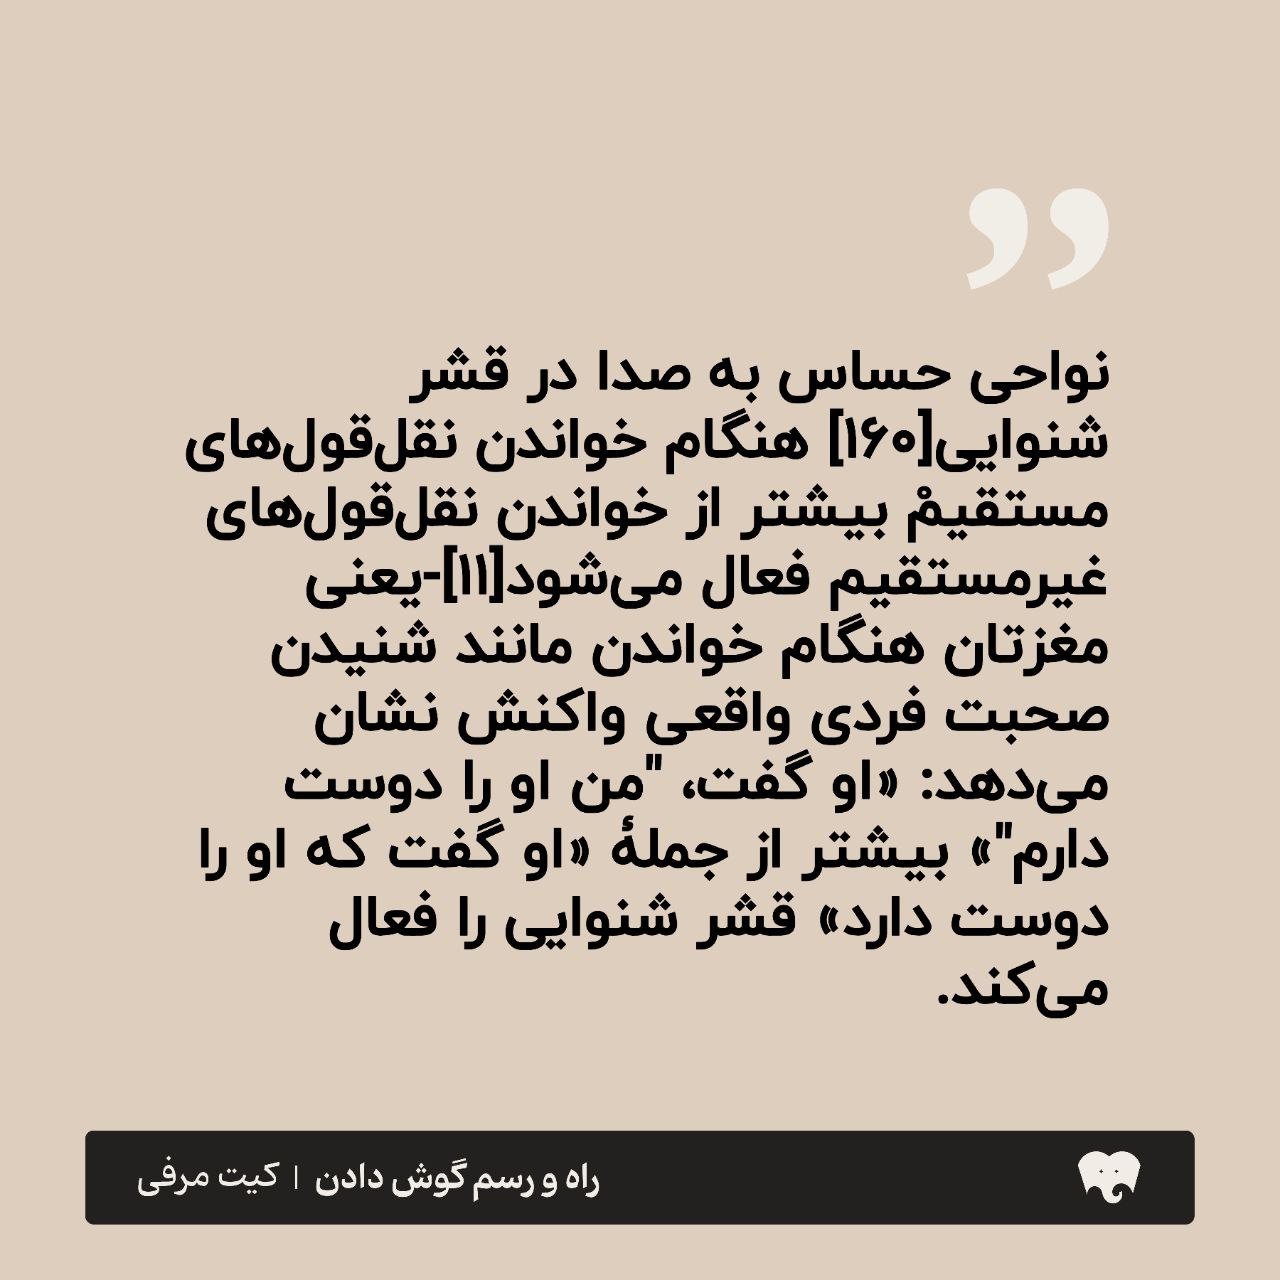 نواحی حساس به صدا در قشر
شنوایی[۱۶۰] هنگام خواندن نقل‌قول‌های
مستقیمْ بیشتر از خواندن نقل‌قول‌های
غیرمستقیم فعال می‌شود[۱۱]-یعنی
مغزتان هنگام خواندن مانند شنیدن
صحبت فردی واقعی واکنش نشان
می‌دهد: «او گفت، "من او را دوست
دارم"» بیشتر از جملهٔ «او گفت که او را
دوست دارد» قشر شنوایی را فعال
می‌کند.
راه و رسم گوش دادن | کیت مرفی